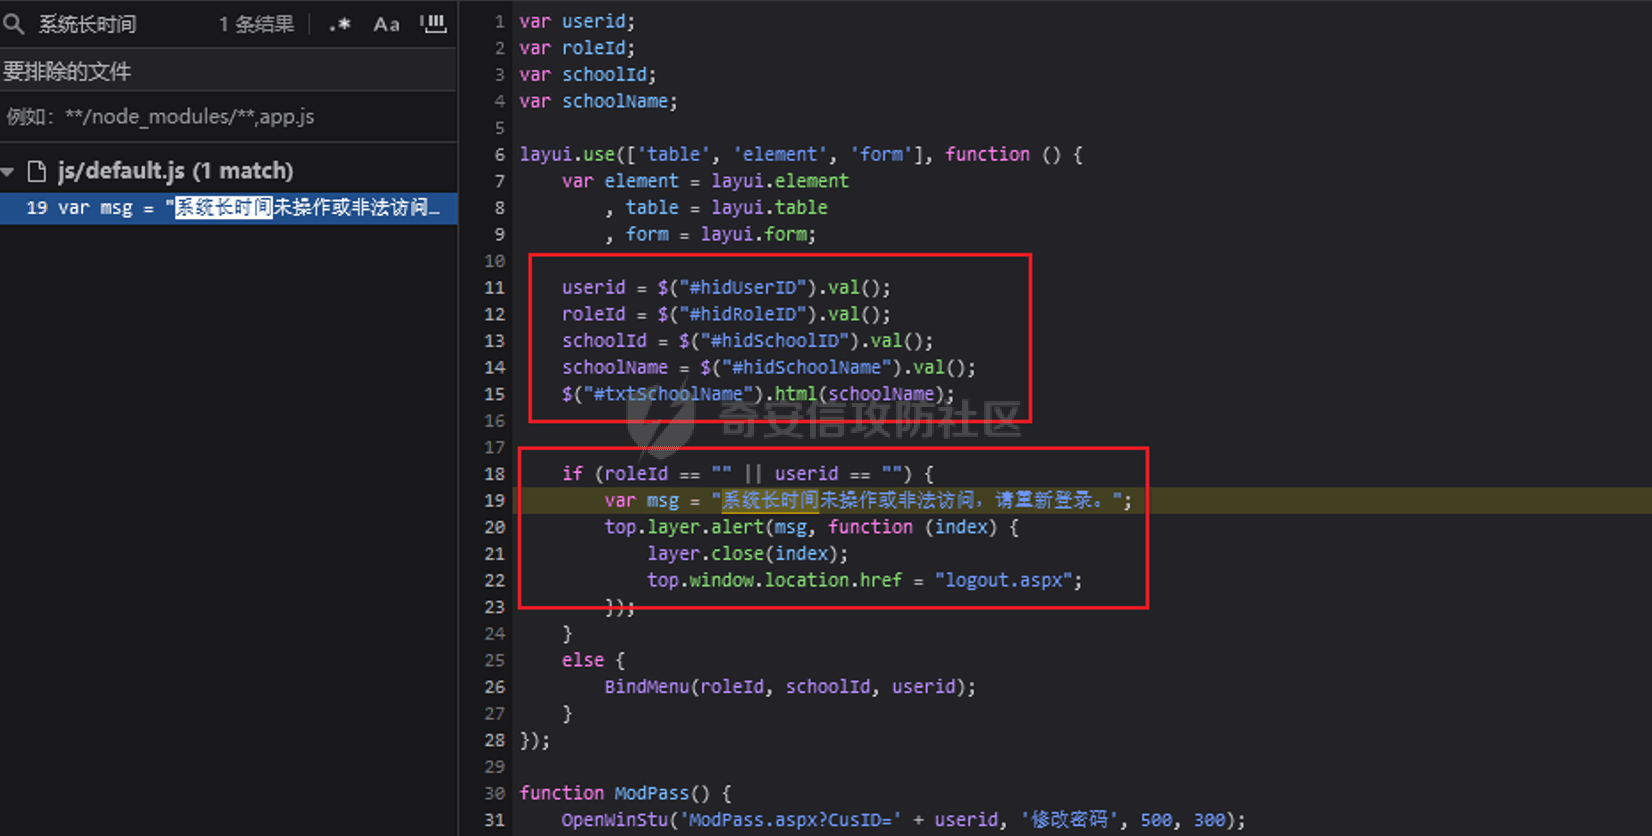 系统长时间 1 条结果 .* Aa
要排除的文件
例如: **/node_modules/**,app.js
js/default.js (1 match)
19 var msg = "系统长时间未操作或非法访问…
1 var userid;
2 var roleId;
3 var schoolId;
4 var schoolName;
5
6 layui.use(['table', 'element', 'form'], function () {
7 var element = layui.element
8 , table = layui.table
9 , form = layui.form;
10
11 userid = $("#hidUserID").val();
12 roleId = $("#hidRoleID").val();
13 schoolId = $("#hidSchoolID").val();
14 schoolName = $("#hidSchoolName").val();
15 $("#txtSchoolName").html(schoolName);
16
奇安信攻防社区
17
18 if (roleId == "" || userid == "") {
19 var msg = "系统长时间未操作或非法访问，请重新登录。";
20 top.layer.alert(msg, function (index) {
21 layer.close(index);
22 top.window.location.href = "logout.aspx";
23 });
24 }
25 else {
26 BindMenu(roleId, schoolId, userid);
27 }
28 });
29
30 function ModPass() {
31 OpenWinStu('ModPass.aspx?CusID=' + userid, '修改密码', 500, 300);